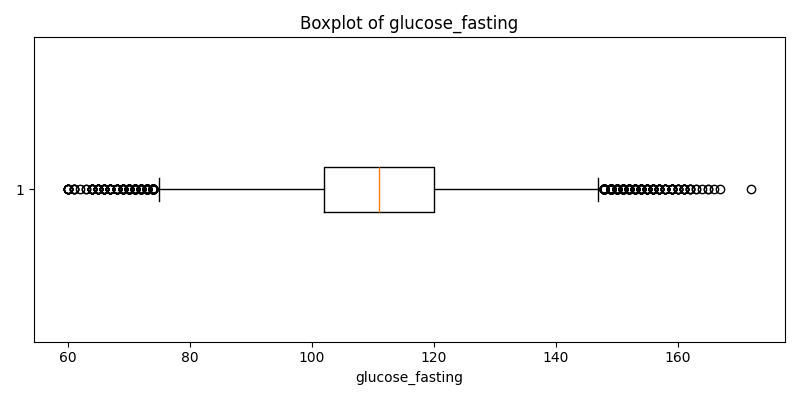 Boxplot of glucose_fasting
1
60 80 100 120 140 160
glucose_fasting